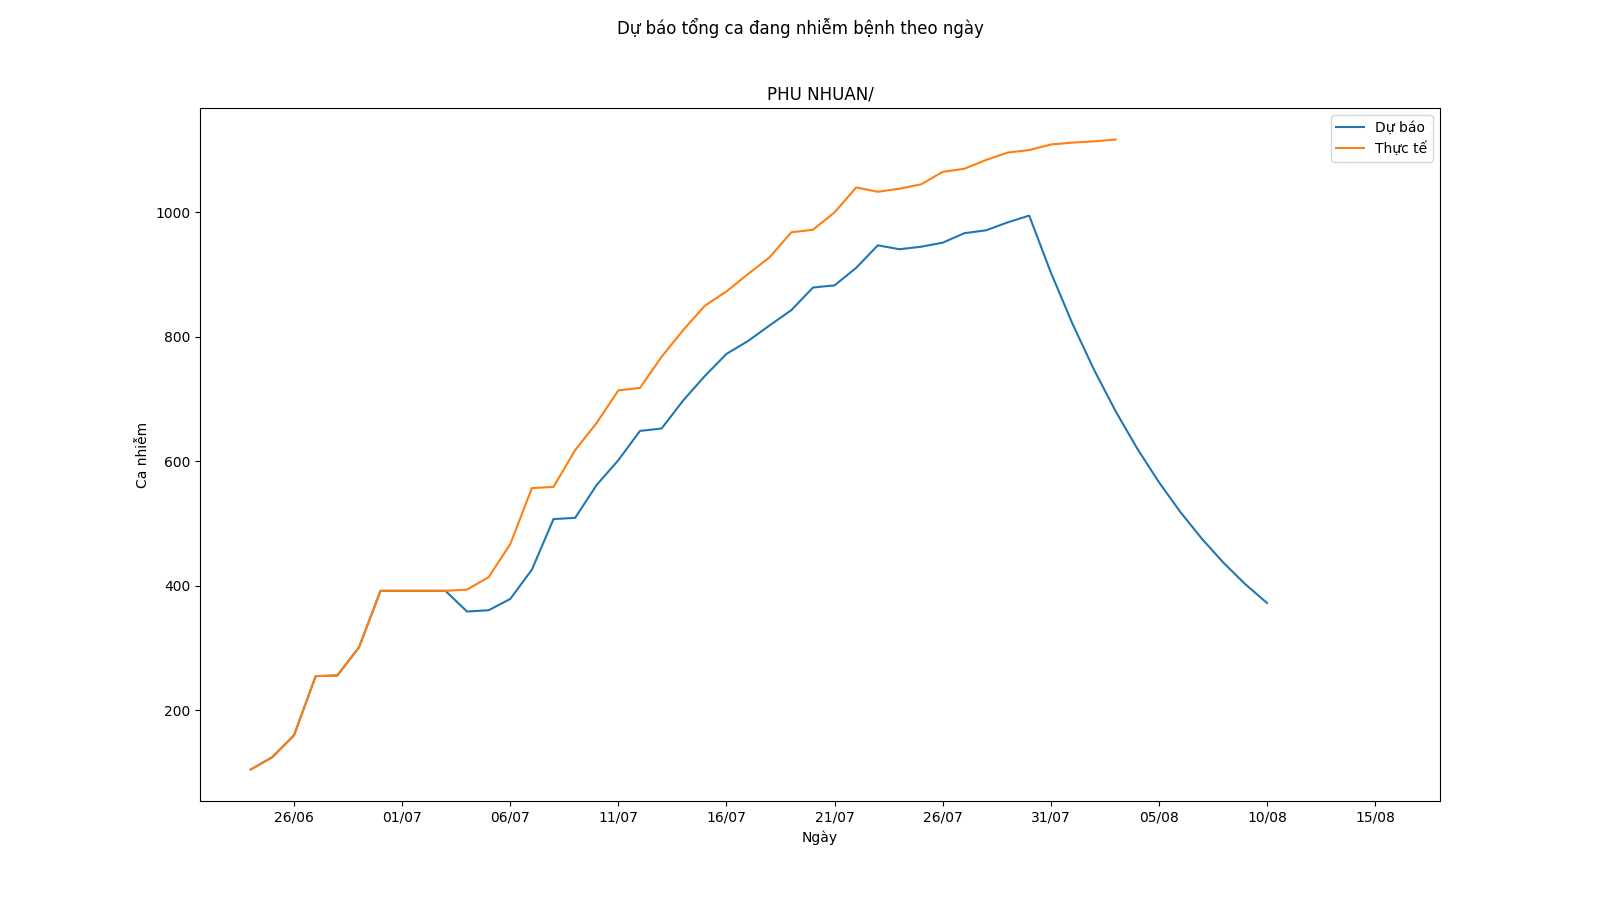 Dự báo tổng ca đang nhiễm bệnh theo ngày
PHU NHUAN/
Dự báo
Thực tế
1000
800
600
400
200
Ca nhiễm
26/06 01/07 06/07 11/07 16/07 21/07 26/07 31/07 05/08 10/08 15/08
Ngày